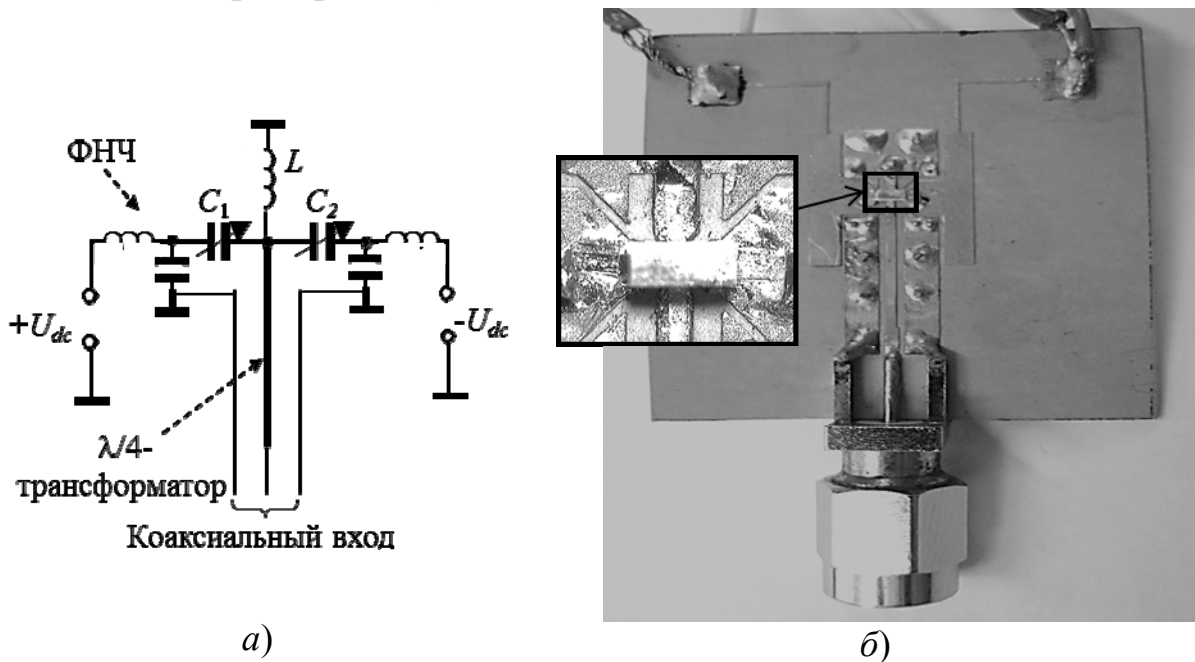 ФНЧ
L
C1
C2
+Udc
-Udc
λ/4-
трансформатор
Коаксиальный вход
а)
б)